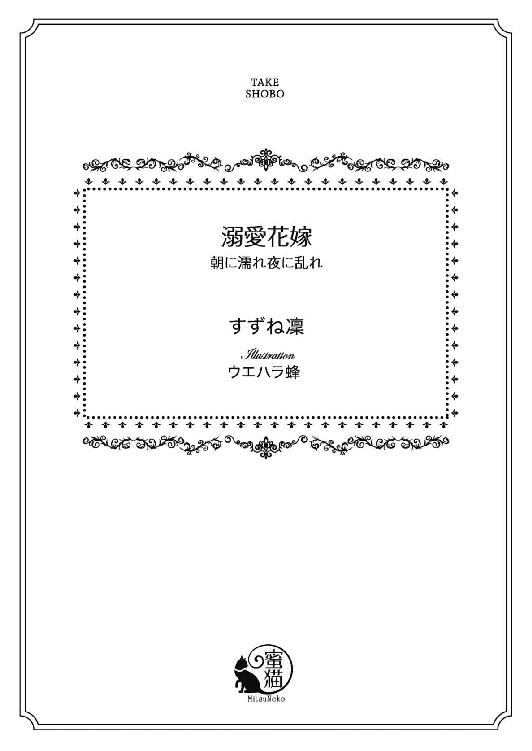 TAKE
SHOBO
溺愛花嫁
朝に濡れ夜に乱れ
すずね凜
Illustration
ウエハラ蜂
蜜猫
MitsuNeko